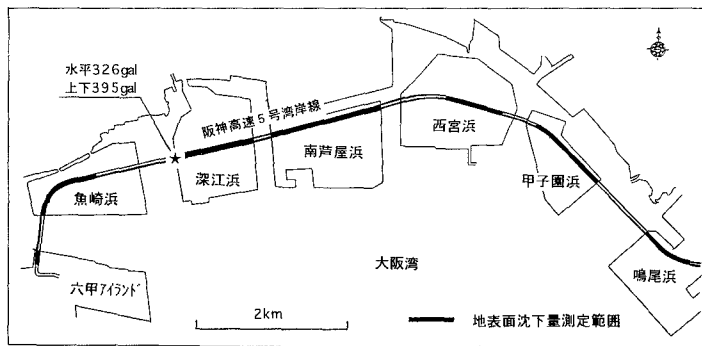 水平326gal
上下395gal
阪神高速5号湾岸線
西宮浜
南芦屋浜
甲子園浜
深江浜
魚崎浜
大阪湾
鳴尾浜
六甲アイランド
2km
地表面沈下量測定範囲